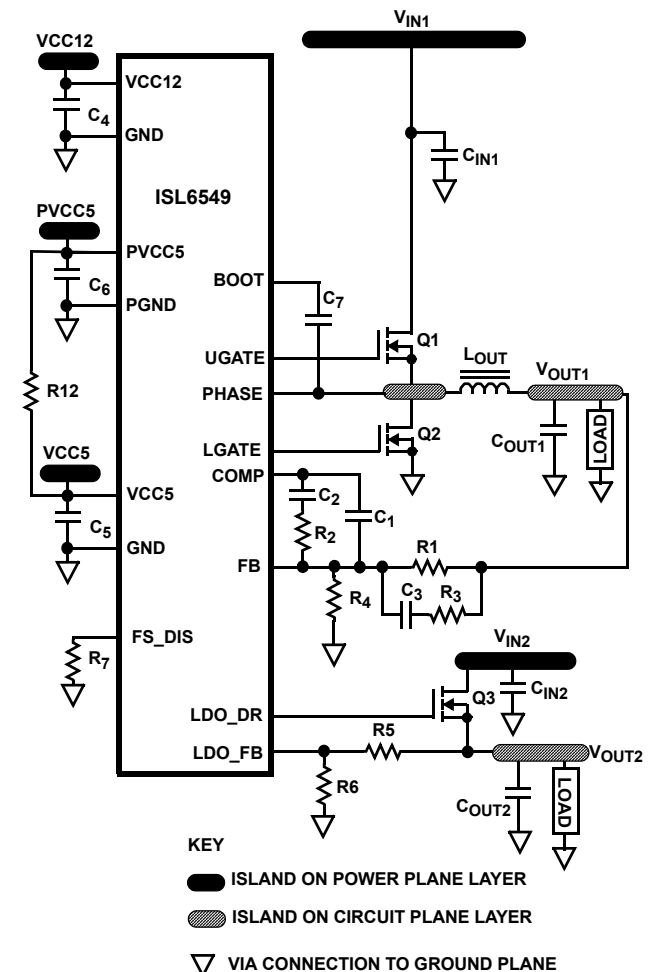 VIN1
VCC12
VCC12
C4
GND
CIN1
ISL6549
PVCC5
PVCC5
C6
PGND
BOOT
C7
Q1
UGATE
LOUT
VOUT1
PHASE
R12
Q2
COUT1
LOAD
LGATE
VCC5
COMP
VCC5
C2
C1
C5
R2
GND
R1
FB
C3
R3
R4
FS_DIS
R7
VIN2
Q3
CIN2
LDO_DR
R5
LDO_FB
VOUT2
R6
COUT2
LOAD
KEY
ISLAND ON POWER PLANE LAYER
ISLAND ON CIRCUIT PLANE LAYER
VIA CONNECTION TO GROUND PLANE